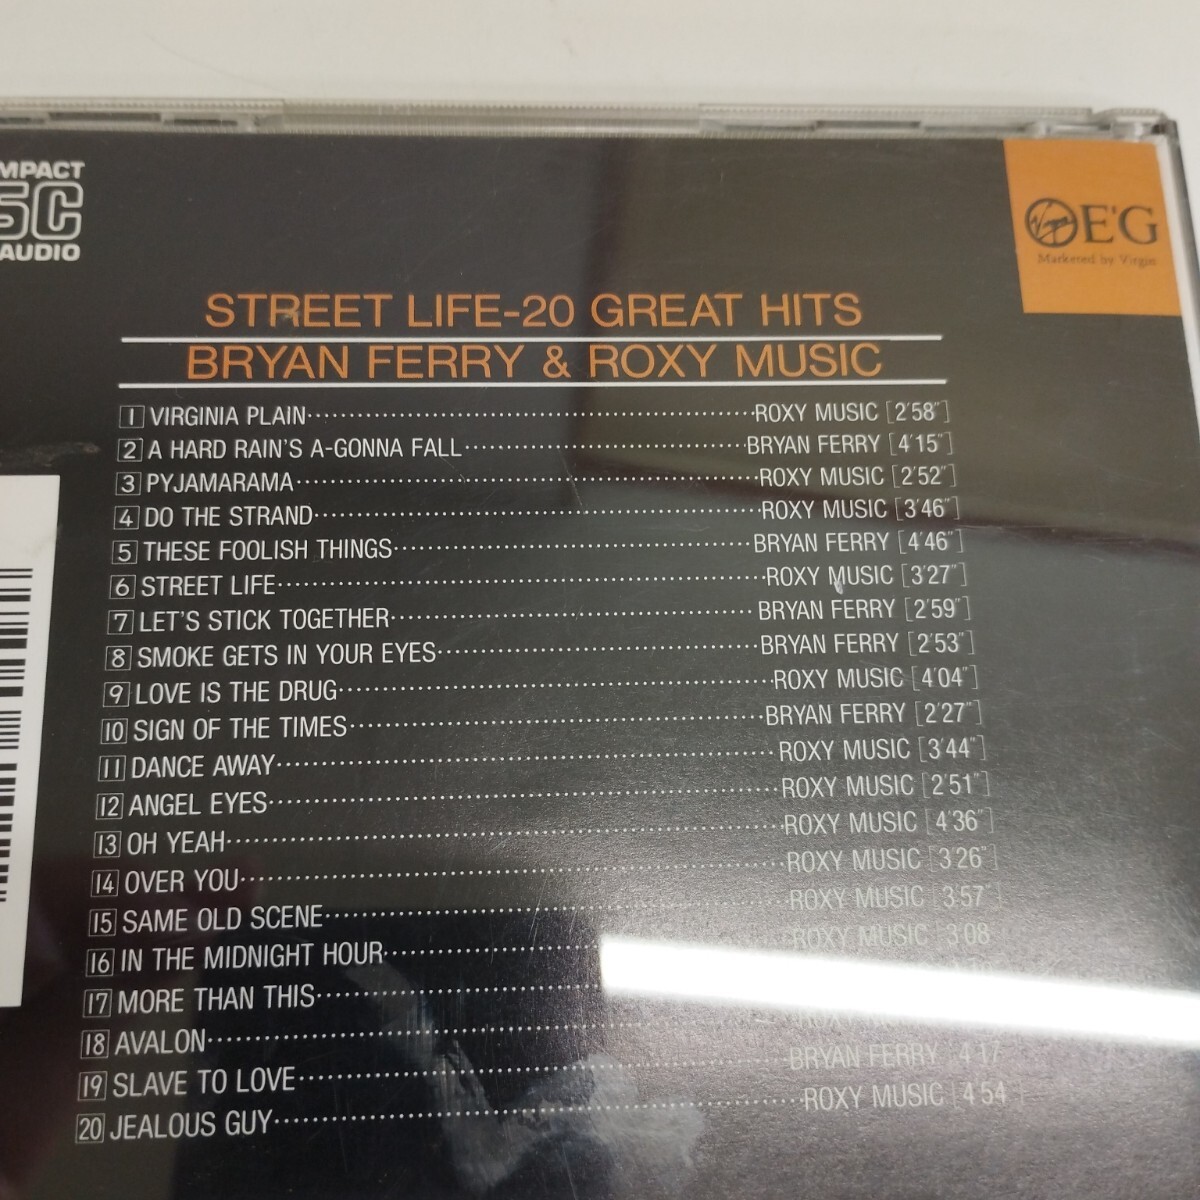 MPACT
SC
AUDIO
E'G
Marketed by Virgin
STREET LIFE-20 GREAT HITS
BRYAN FERRY & ROXY MUSIC
1 VIRGINIA PLAIN ROXY MUSIC [2'58"]
2 A HARD RAIN'S A-GONNA FALL BRYAN FERRY [4'15"]
3 PYJAMARAMA ROXY MUSIC [2'52"]
4 DO THE STRAND ROXY MUSIC [3'46"]
5 THESE FOOLISH THINGS BRYAN FERRY [4'46"]
6 STREET LIFE ROXY MUSIC [3'27"]
7 LET'S STICK TOGETHER BRYAN FERRY [2'59"]
8 SMOKE GETS IN YOUR EYES BRYAN FERRY [2'53"]
9 LOVE IS THE DRUG ROXY MUSIC [4'04"]
10 SIGN OF THE TIMES BRYAN FERRY [2'27"]
11 DANCE AWAY ROXY MUSIC [3'44"]
12 ANGEL EYES ROXY MUSIC [2'51"]
13 OH YEAH ROXY MUSIC [4'36"]
14 OVER YOU ROXY MUSIC [3'26"]
15 SAME OLD SCENE ROXY MUSIC [3'57"]
16 IN THE MIDNIGHT HOUR ROXY MUSIC [3'08"]
17 MORE THAN THIS
18 AVALON ROXY
19 SLAVE TO LOVE BRYAN FERRY [4'17"]
20 JEALOUS GUY ROXY MUSIC [4'54"]